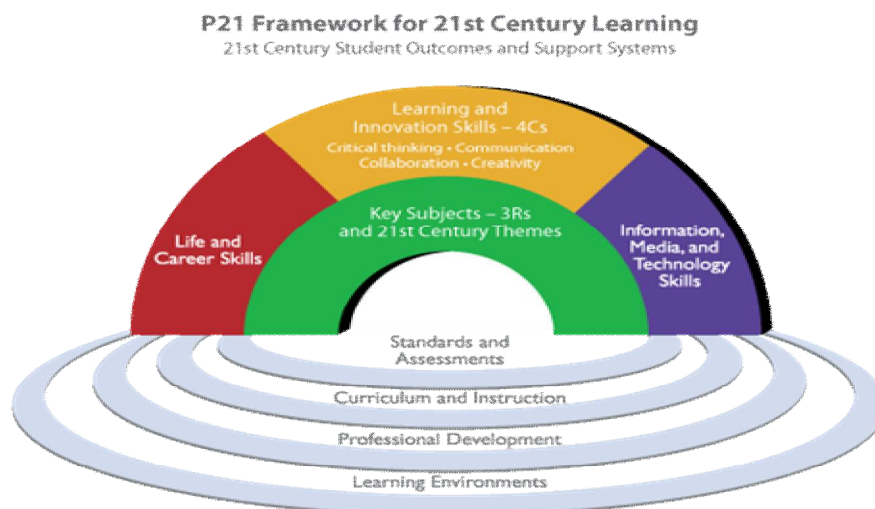 P21 Framework for 21st Century Learning
21st Century Student Outcomes and Support Systems
Learning and
Innovation Skills – 4Cs
Critical thinking • Communication
Collaboration • Creativity
Key Subjects – 3Rs
and 21st Century Themes
Life and
Career Skills
Information,
Media, and
Technology
Skills
Standards and
Assessments
Curriculum and Instruction
Professional Development
Learning Environments